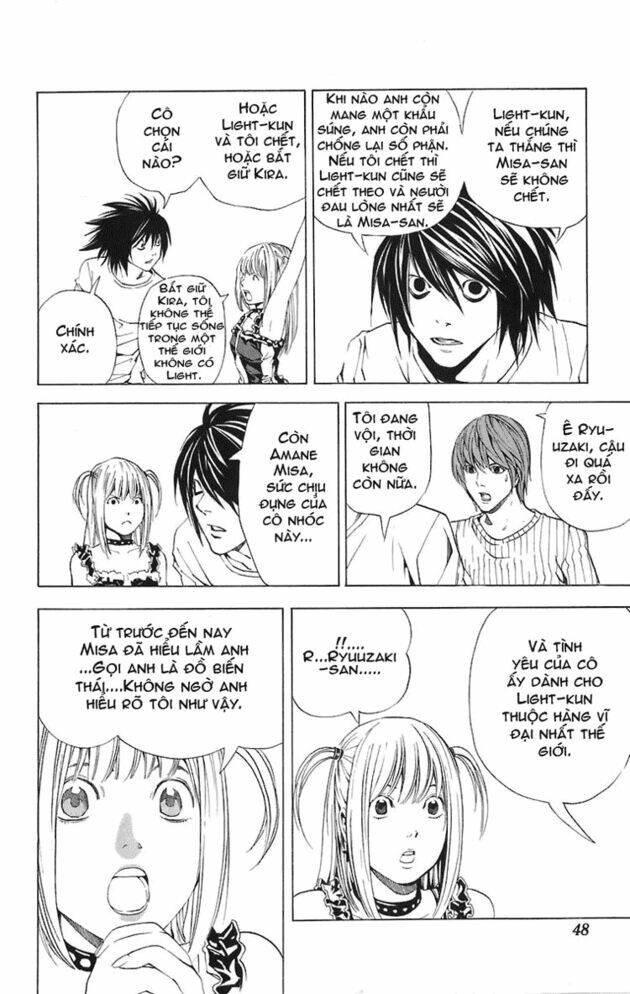 LIGHT-KUN,
NẾU CHÚNG
TA THẮNG THÌ
MISA-SAN
SẼ KHÔNG
CHẾT.
KHI NÀO ANH CÒN
MANG MỘT KHẨU
SÚNG, ANH CÒN PHẢI
CHỐNG LẠI SỐ PHẬN.
NẾU TÔI CHẾT THÌ
LIGHT-KUN CŨNG SẼ
CHẾT THEO VÀ NGƯỜI
ĐAU LÒNG NHẤT SẼ
LÀ MISA-SAN.
HOẶC
LIGHT-KUN
VÀ TÔI CHẾT,
HOẶC BẮT
GIỮ KIRA.
CÔ
CHỌN
CÁI
NÀO?
BẮT GIỮ
KIRA, TÔI
KHÔNG THỂ
TIẾP TỤC SỐNG
TRONG MỘT
THẾ GIỚI
KHÔNG CÓ
LIGHT.
CHÍNH
XÁC.
Ê RYU-
UZAKI, CẬU
ĐI QUÁ
XA RỒI
ĐẤY.
TÔI ĐANG
VỘI, THỜI
GIAN
KHÔNG
CÒN NỮA.
CÒN
AMANE
MISA,
SỨC CHỊU
ĐỤNG CỦA
CÔ NHÓC
NÀY...
VÀ TÌNH
YÊU CỦA CÔ
ẤY DÀNH CHO
LIGHT-KUN
THUỘC HÀNG VĨ
ĐẠI NHẤT THẾ
GIỚI.
!!....
R...RYUUZAKI
-SAN.....
TỪ TRƯỚC ĐẾN NAY
MISA ĐÃ HIỂU LẦM ANH
...GỌI ANH LÀ ĐỒ BIẾN
THÁI....KHÔNG NGỜ ANH
HIỂU RÕ TÔI NHƯ VẬY.
48